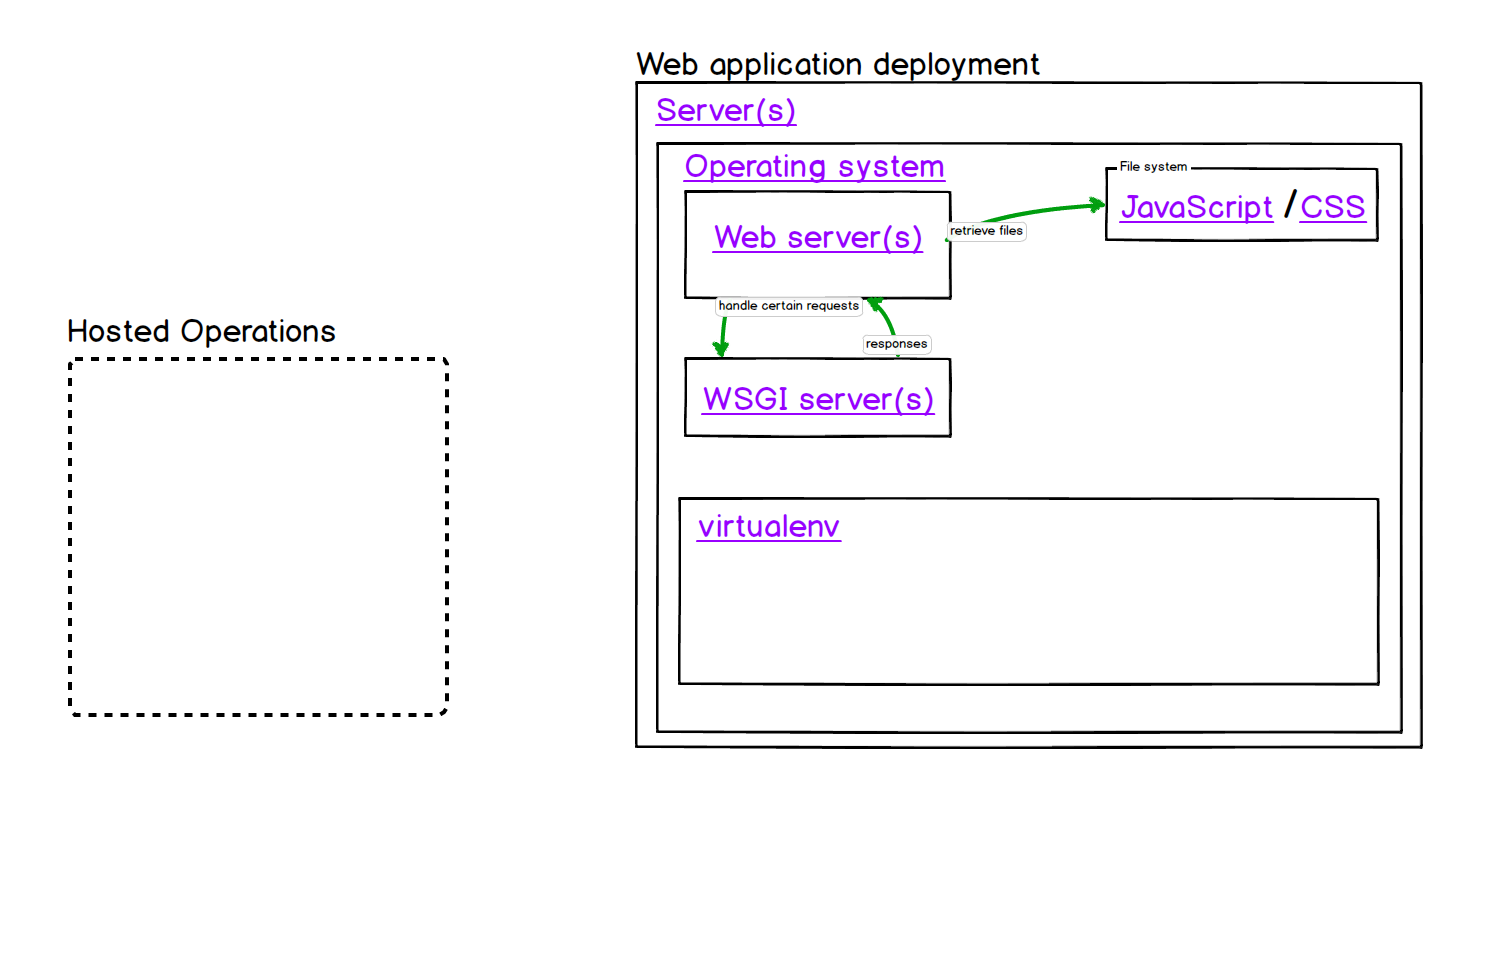 Web application deployment
Server(s)
Operating system
File system
JavaScript / CSS
Web server(s)
retrieve files
handle certain requests
responses
WSGI server(s)
virtualenv
Hosted Operations